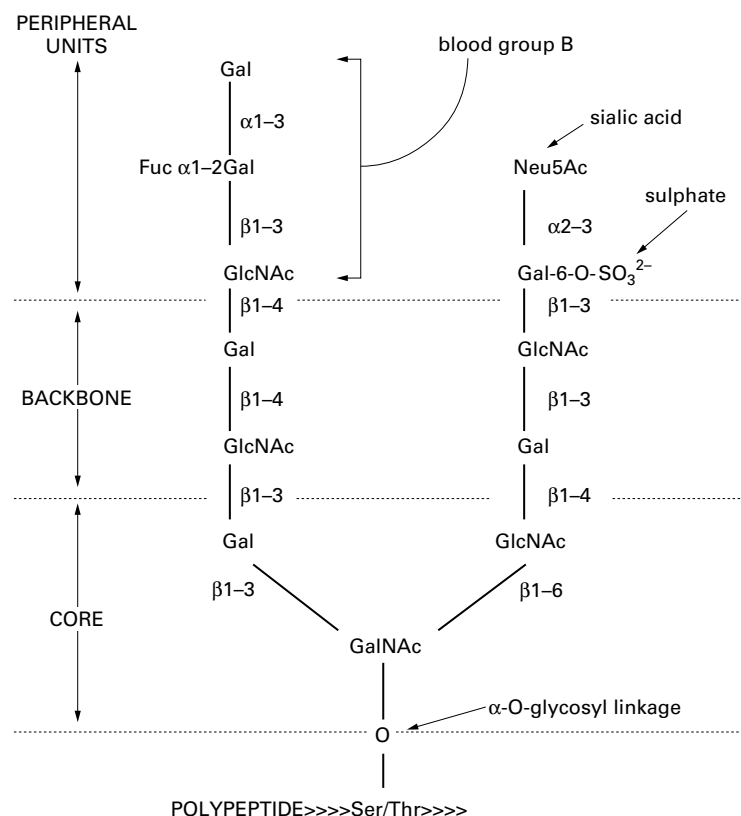 PERIPHERAL
UNITS
blood group B
Gal
α1–3
sialic acid
Fuc α1–2Gal
Neu5Ac
sulphate
β1–3
α2–3
GlcNAc
Gal-6-O-SO₃²⁻
β1–4
β1–3
Gal
GlcNAc
BACKBONE
β1–4
β1–3
GlcNAc
Gal
β1–3
β1–4
Gal
GlcNAc
β1–3
β1–6
CORE
GalNAc
α-O-glycosyl linkage
O
POLYPEPTIDE>>>>Ser/Thr>>>>